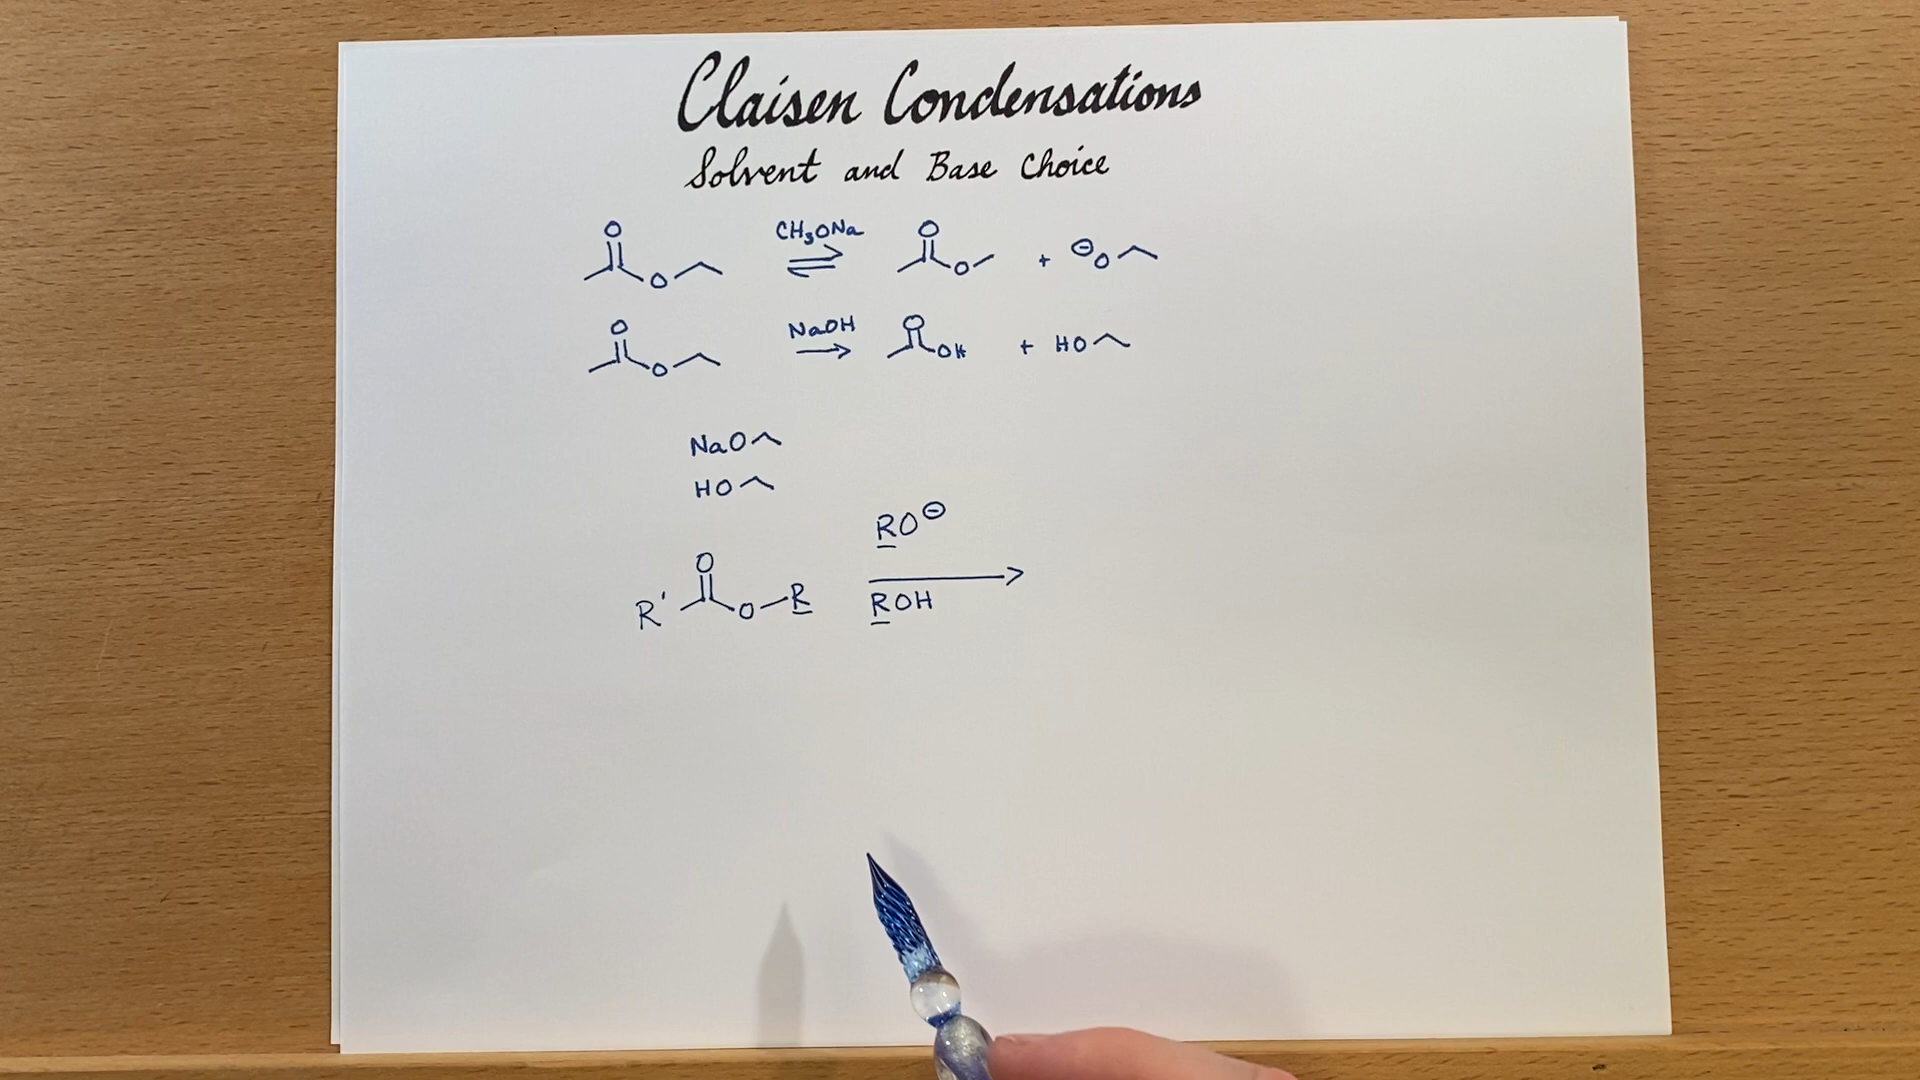 Claisen Condensations
Solvent and Base Choice
O O CH₃ONa O O + ⊖O
O O NaOH O OH + HO
NaO
HO
RO⊖
R' O O R ROH